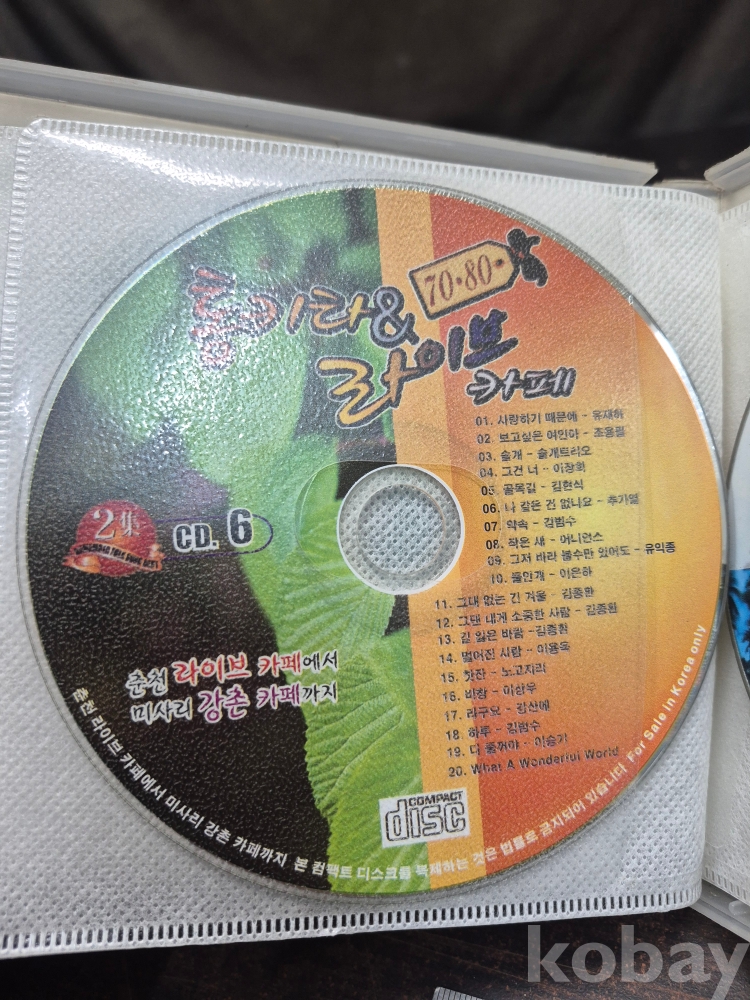 통기타&
70·80·
라이브
카페
01. 사랑하기 때문에 - 유재하
02. 보고싶은 여인아 - 조용필
03. 솔개 - 솔개트리오
04. 그건 너 - 이장희
05. 골목길 - 김현식
06. 나 같은 건 없나요 - 추가열
07. 약속 - 김범수
08. 작은 새 - 어니언스
09. 그저 바라 볼수만 있어도 - 유익종
10. 물안개 - 이은하
11. 그대 없는 긴 겨울 - 김종환
12. 그댄 내게 소중한 사람 - 김종환
13. 길 잃은 바람 - 김종환
14. 멀어진 사람 - 이용복
15. 찻잔 - 노고지리
16. 비창 - 이상우
17. 라구요 - 강산에
18. 하루 - 김범수
19. 다 줄꺼야 - 이승기
20. What A Wonderful World
2集
CD. 6
춘천 라이브 카페에서
미사리 강촌 카페까지
COMPACT
disc
춘천 라이브 카페에서 미사리 강촌 카페까지 본 컴팩트 디스크를 복제하는 것은 법률로 금지되어 있습니다 For Sale in Korea only
kobay